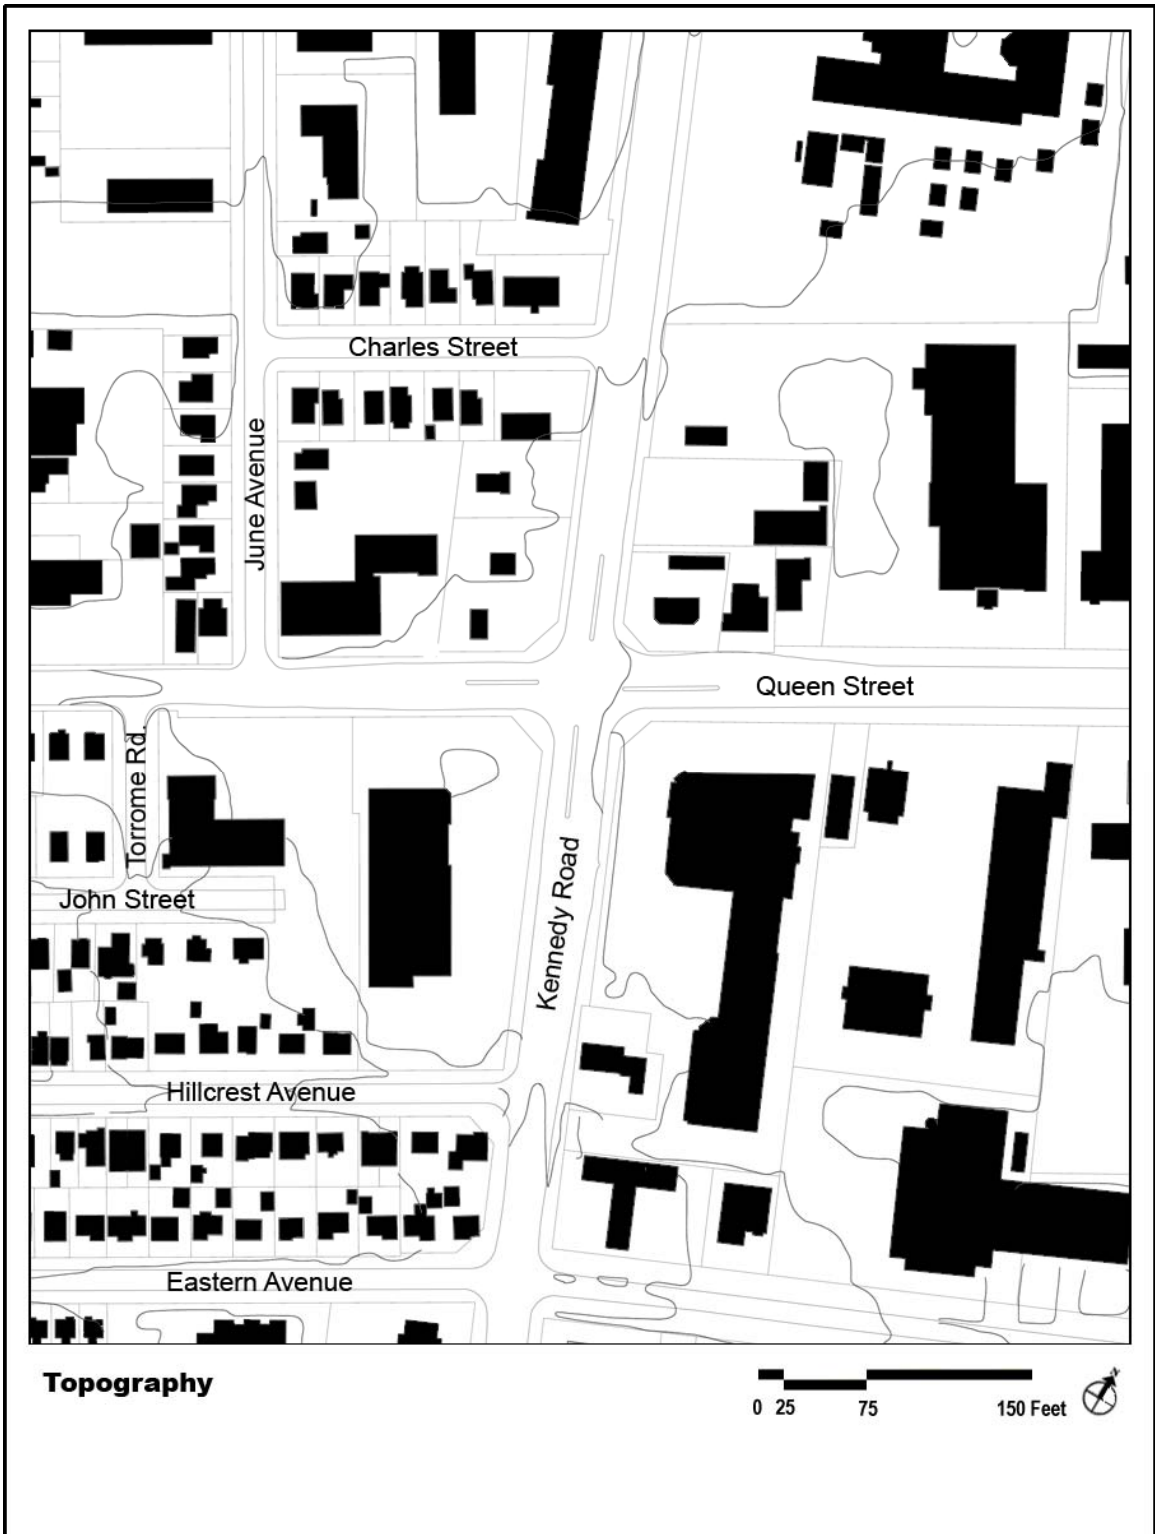 Charles Street
June Avenue
Queen Street
Torrome Rd.
Kennedy Road
John Street
Hillcrest Avenue
Eastern Avenue
Topography
0 25 75 150 Feet
N